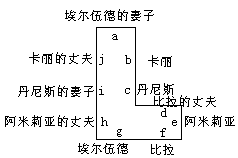 埃尔伍德的妻子
a
卡丽的丈夫 j b 卡丽
丹尼斯的妻子 i c 丹尼斯
比拉的丈夫
d
阿米莉亚的丈夫 h e 阿米莉亚
g f
埃尔伍德 比拉